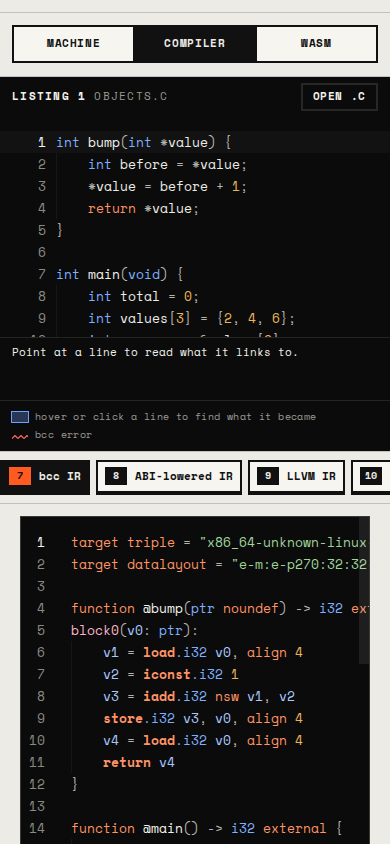 MACHINE COMPILER WASM
LISTING 1 OBJECTS.C OPEN .C
1 int bump(int *value) {
2 int before = *value;
3 *value = before + 1;
4 return *value;
5 }
6
7 int main(void) {
8 int total = 0;
9 int values[3] = {2, 4, 6};
Point at a line to read what it links to.
hover or click a line to find what it became
bcc error
7 bcc IR 8 ABI-lowered IR 9 LLVM IR 10
1 target triple = "x86_64-unknown-linux
2 target datalayout = "e-m:e-p270:32:32
3
4 function @bump(ptr noundef) -> i32 ext
5 block0(v0: ptr):
6 v1 = load.i32 v0, align 4
7 v2 = iconst.i32 1
8 v3 = iadd.i32 nsw v1, v2
9 store.i32 v3, v0, align 4
10 v4 = load.i32 v0, align 4
11 return v4
12 }
13
14 function @main() -> i32 external {